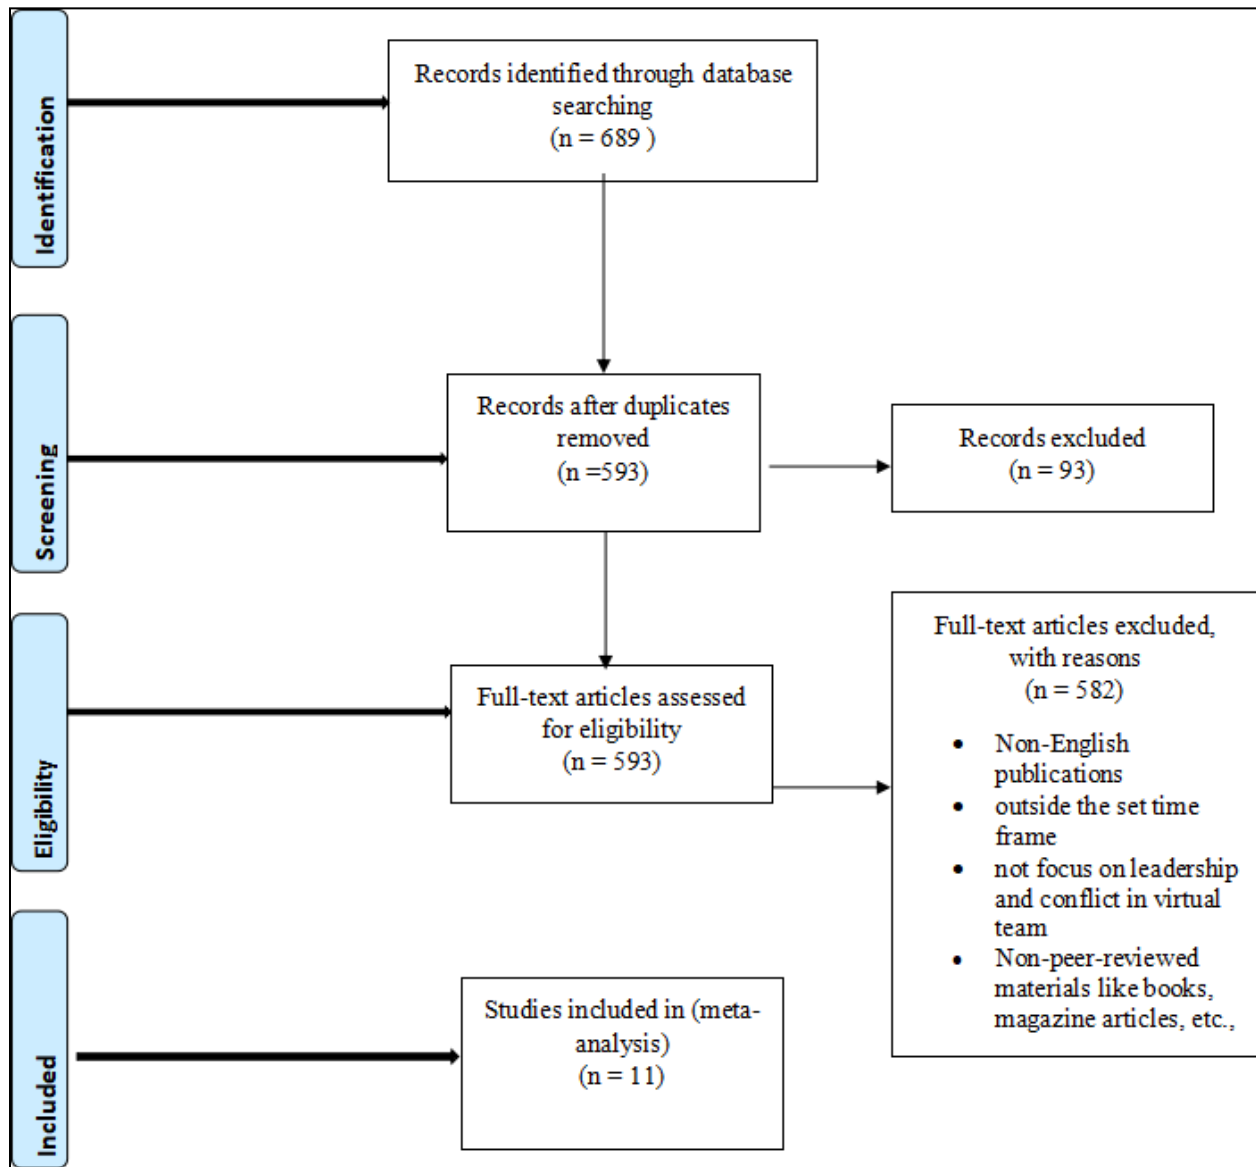 Identification
Records identified through database
searching
(n = 689 )
Screening
Records after duplicates
removed
(n =593)
Records excluded
(n = 93)
Eligibility
Full-text articles assessed
for eligibility
(n = 593)
Full-text articles excluded,
with reasons
(n = 582)
• Non-English
publications
• outside the set time
frame
• not focus on leadership
and conflict in virtual
team
• Non-peer-reviewed
materials like books,
magazine articles, etc.,
Included
Studies included in (meta-
analysis)
(n = 11)